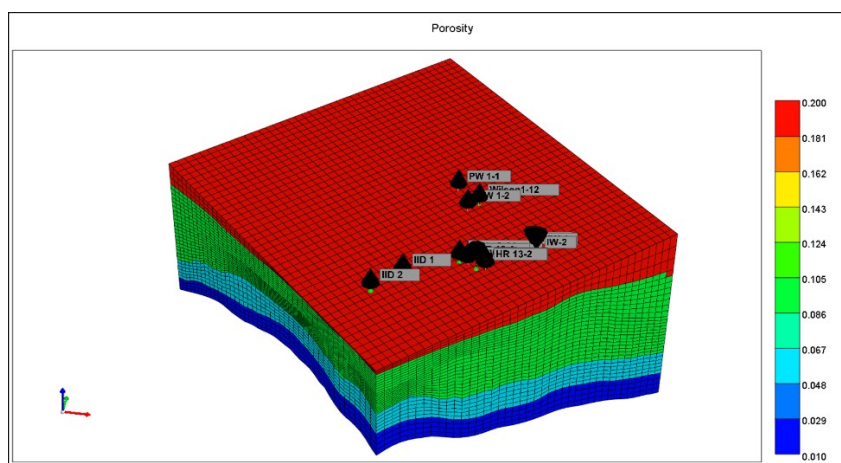 Porosity
PW 1-1
Wilson1-12
W 1-2
IW-2
WHR 13-2
IID 1
IID 2
0.200
0.181
0.162
0.143
0.124
0.105
0.086
0.067
0.048
0.029
0.010